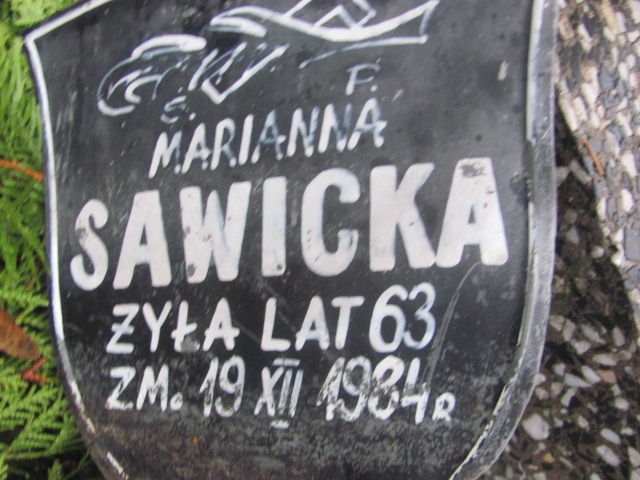 Ś. P.
MARIANNA
SAWICKA
ŻYŁA LAT 63
ZM. 19 XII 1984 R